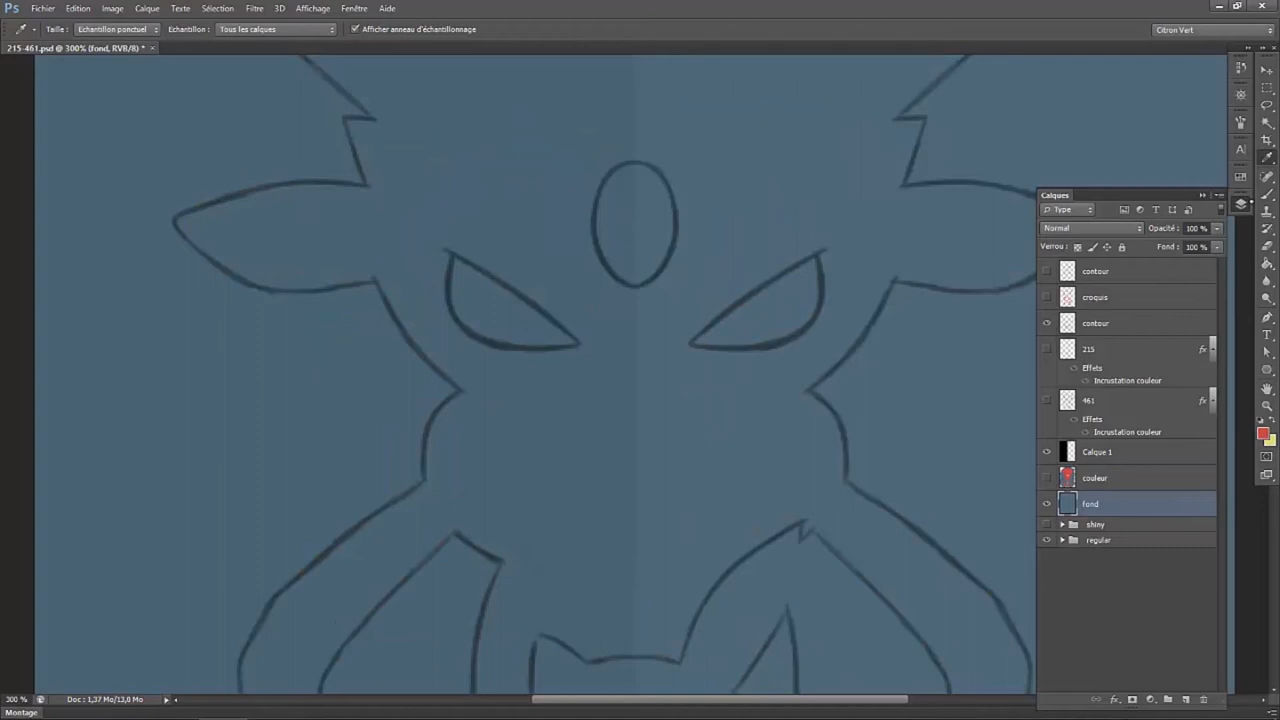 Ps Fichier Edition Image Calque Texte Sélection Filtre 3D Affichage Fenêtre Aide
Taille : Echantillon ponctuel Echantillon : Tous les calques Afficher anneau d'échantillonnage Citron Vert
215-461.psd @ 300% (fond, RVB/8) *
Calques
Type
Normal Opacité : 100 %
Verrou : Fond : 100 %
contour
croquis
contour
215 fx
Effets
Incrustation couleur
461 fx
Effets
Incrustation couleur
Calque 1
couleur
fond
shiny
regular
300 % Doc : 1,37 Mo/13,0 Mo
Montage